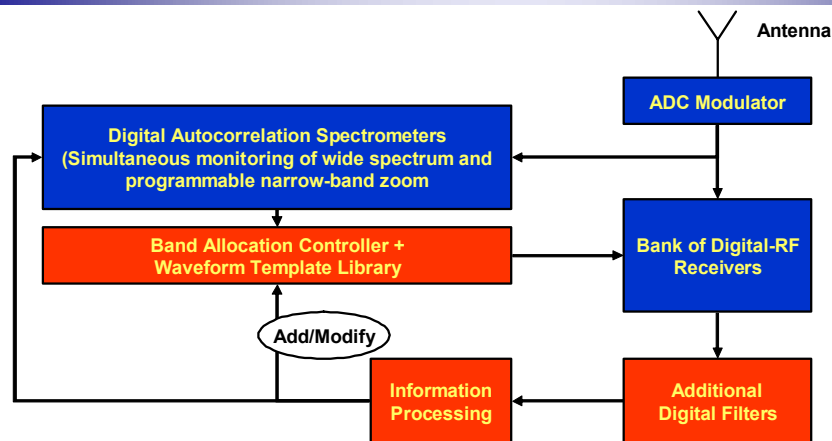 Antenna
ADC Modulator
Digital Autocorrelation Spectrometers
(Simultaneous monitoring of wide spectrum and
programmable narrow-band zoom
Band Allocation Controller +
Waveform Template Library
Bank of Digital-RF
Receivers
Add/Modify
Information
Processing
Additional
Digital Filters